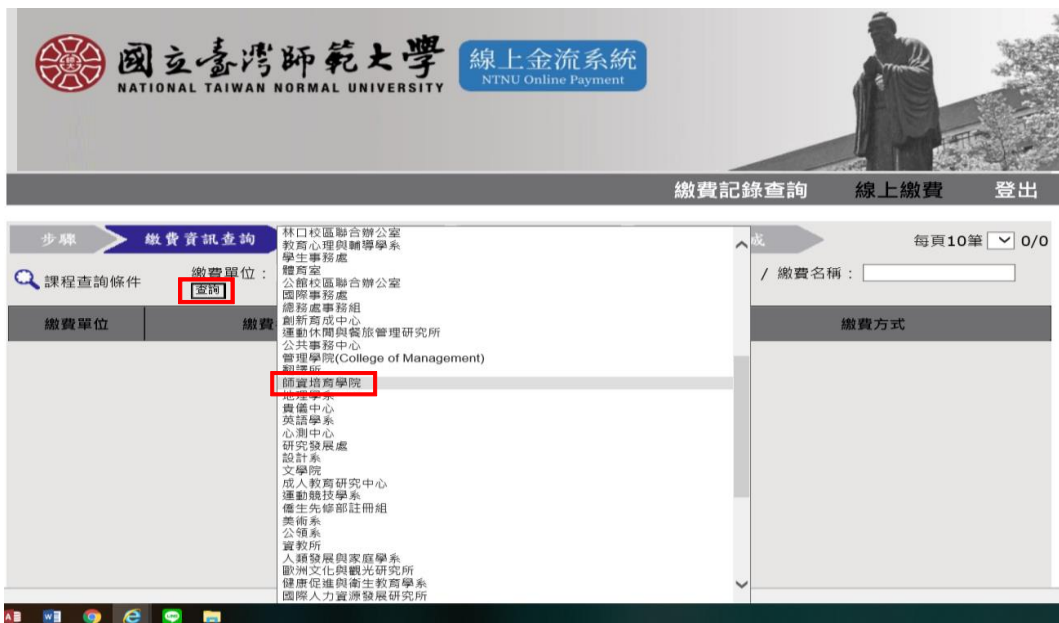 國立臺灣師範大學
NATIONAL TAIWAN NORMAL UNIVERSITY
線上金流系統
NTNU Online Payment
繳費記錄查詢 線上繳費 登出
步驟 繳費資訊查詢 成 每頁10筆 0/0
課程查詢條件 繳費單位： / 繳費名稱：
查詢
繳費單位 繳費 繳費方式
林口校區聯合辦公室
教育心理與輔導學系
學生事務處
體育室
公館校區聯合辦公室
國際事務處
總務處事務組
創新育成中心
運動休閒與餐旅管理研究所
公共事務中心
管理學院(College of Management)
翻譯所
師資培育學院
地理學系
貴儀中心
英語學系
心測中心
研究發展處
設計系
文學院
成人教育研究中心
運動競技學系
僑生先修部註冊組
美術系
公領系
資教所
人類發展與家庭學系
歐洲文化與觀光研究所
健康促進與衛生教育學系
國際人力資源發展研究所